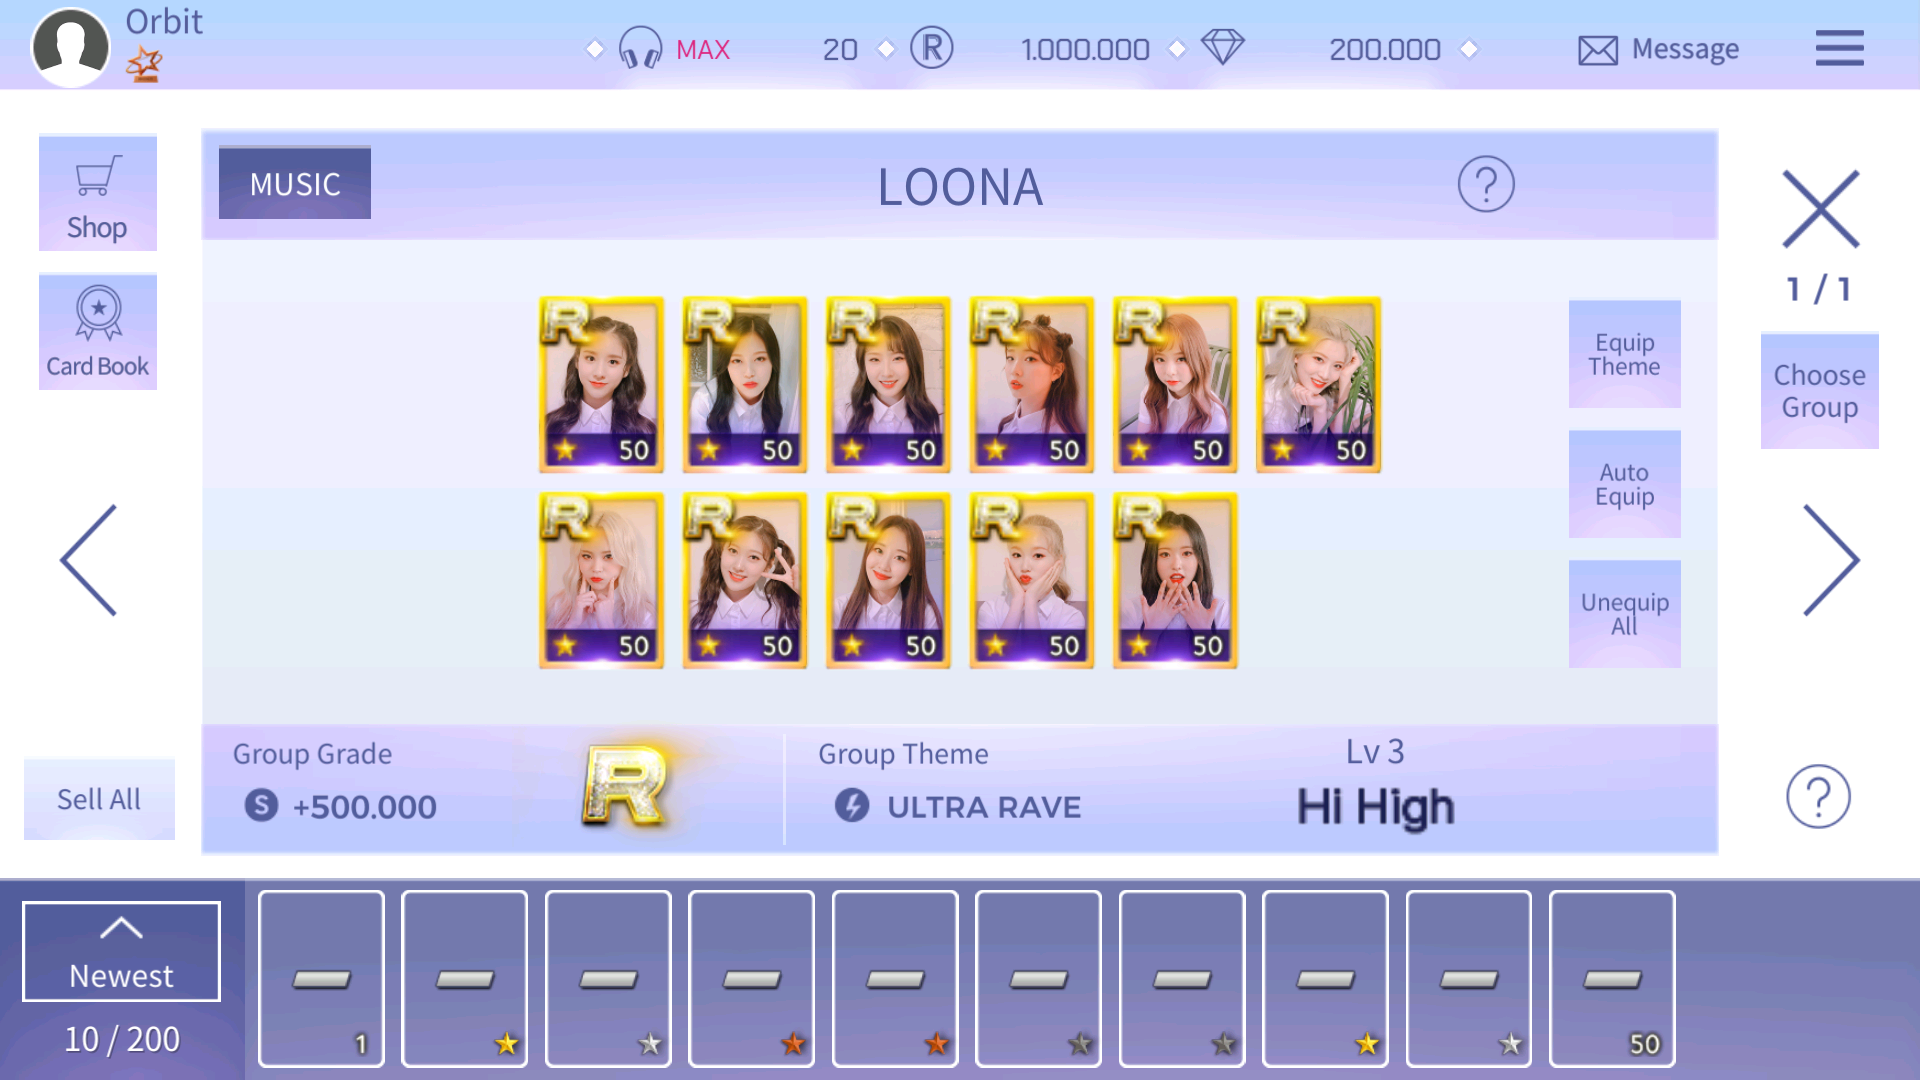 Orbit
MAX
20
R
1.000.000
200.000
Message
Shop
Card Book
MUSIC
LOONA
?
1 / 1
Choose
Group
R R R R R R
50 50 50 50 50 50
R R R R R
50 50 50 50 50
Equip
Theme
Auto
Equip
Unequip
All
Sell All
Group Grade
S +500.000
R
Group Theme
ULTRA RAVE
Lv 3
Hi High
?
Newest
10 / 200
1
50